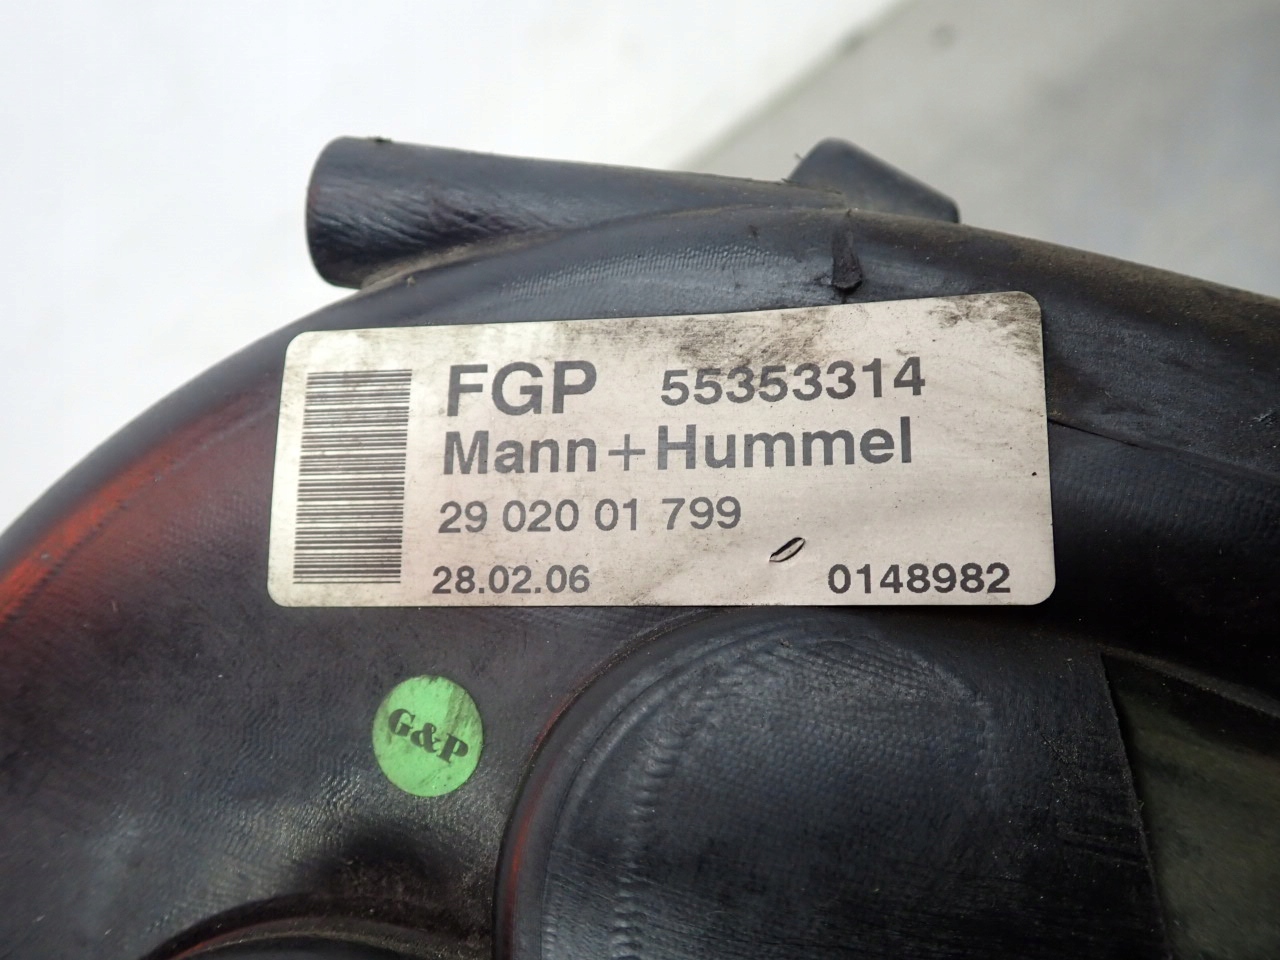 FGP 55353314
Mann+Hummel
29 020 01 799
28.02.06 0148982
G&P